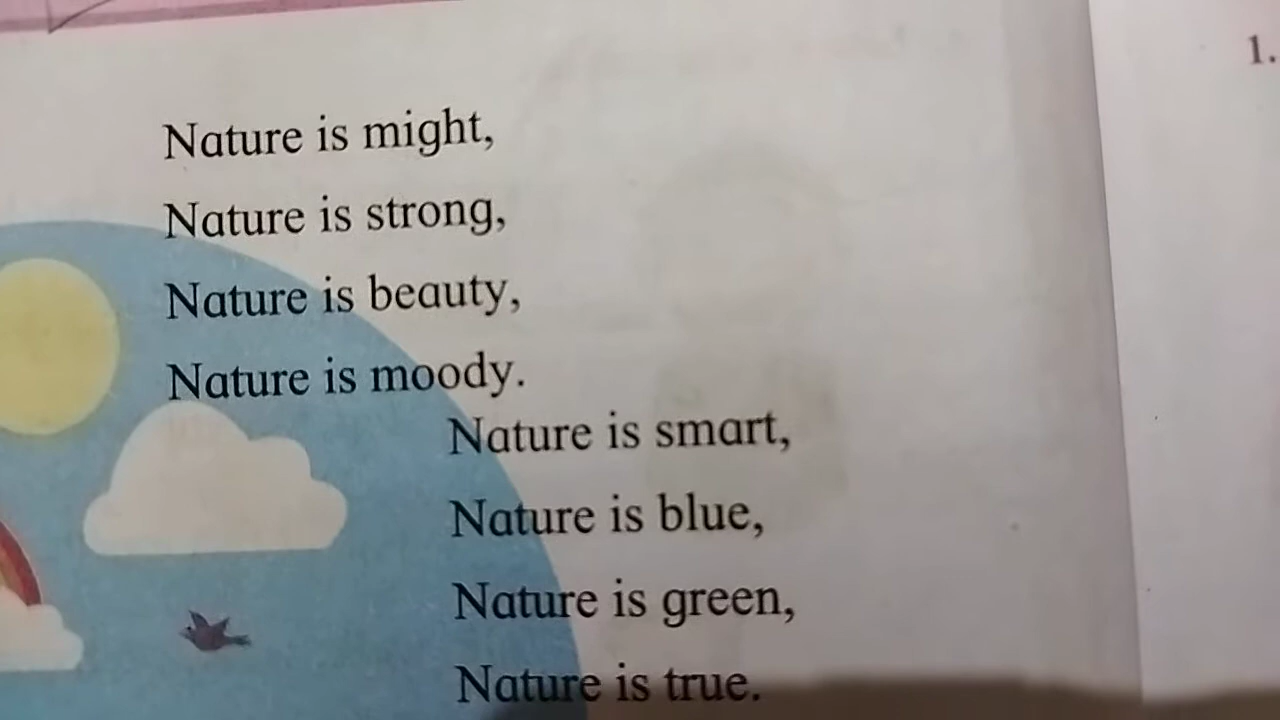 Nature is might,
Nature is strong,
Nature is beauty,
Nature is moody.
Nature is smart,
Nature is blue,
Nature is green,
Nature is true.
1.